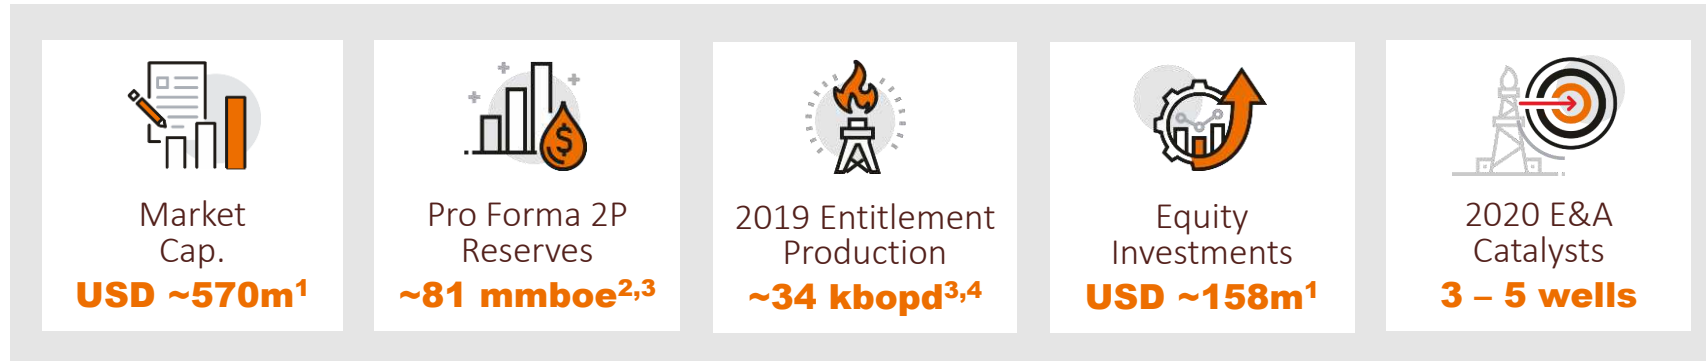 Market
Cap.
USD ~570m¹
Pro Forma 2P
Reserves
~81 mmboe²,³
2019 Entitlement
Production
~34 kbopd³,⁴
Equity
Investments
USD ~158m¹
2020 E&A
Catalysts
3 – 5 wells